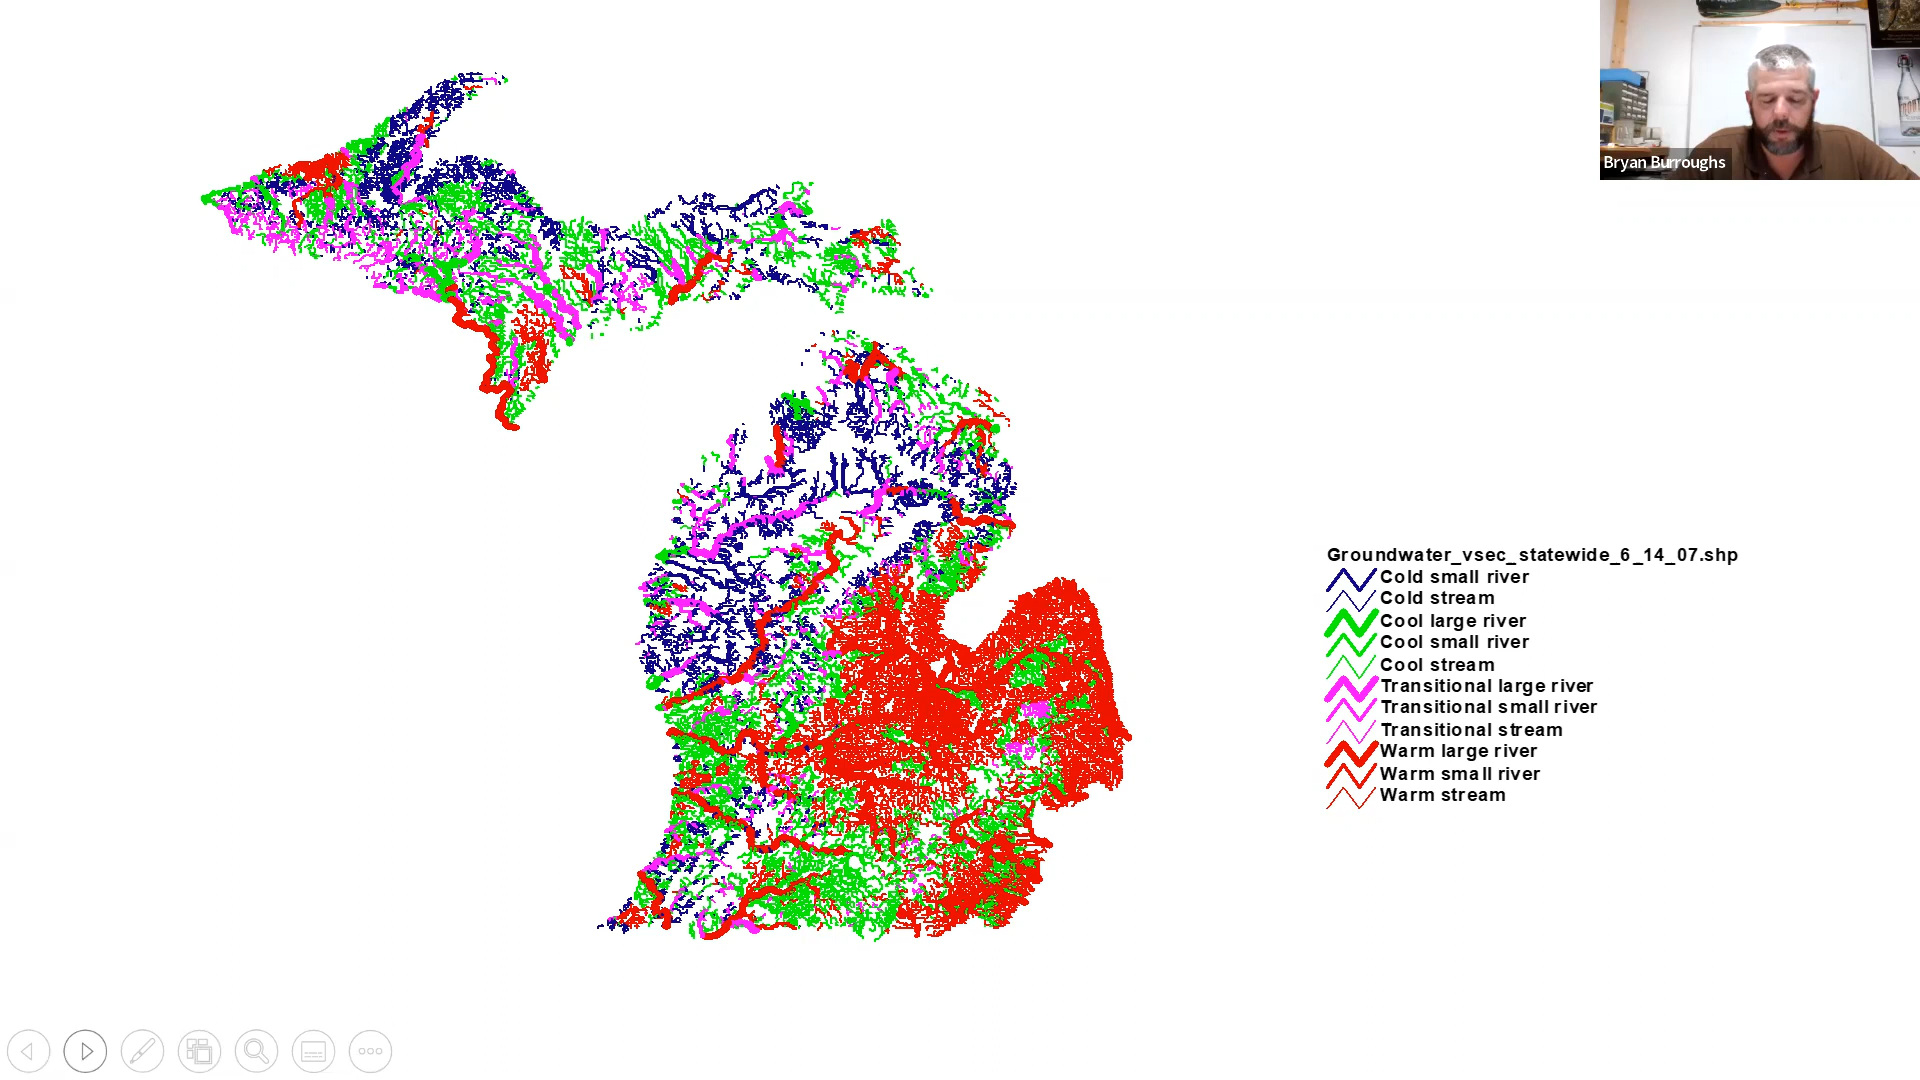 Bryan Burroughs
Groundwater_vsec_statewide_6_14_07.shp
Cold small river
Cold stream
Cool large river
Cool small river
Cool stream
Transitional large river
Transitional small river
Transitional stream
Warm large river
Warm small river
Warm stream